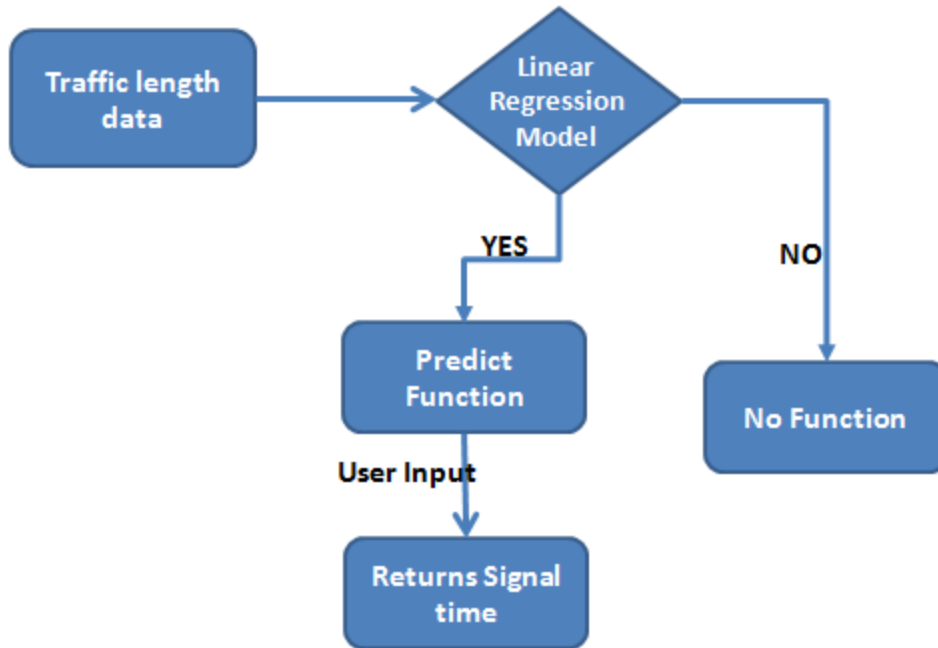 Traffic length
data
Linear
Regression
Model
YES
NO
Predict
Function
No Function
User Input
Returns Signal
time